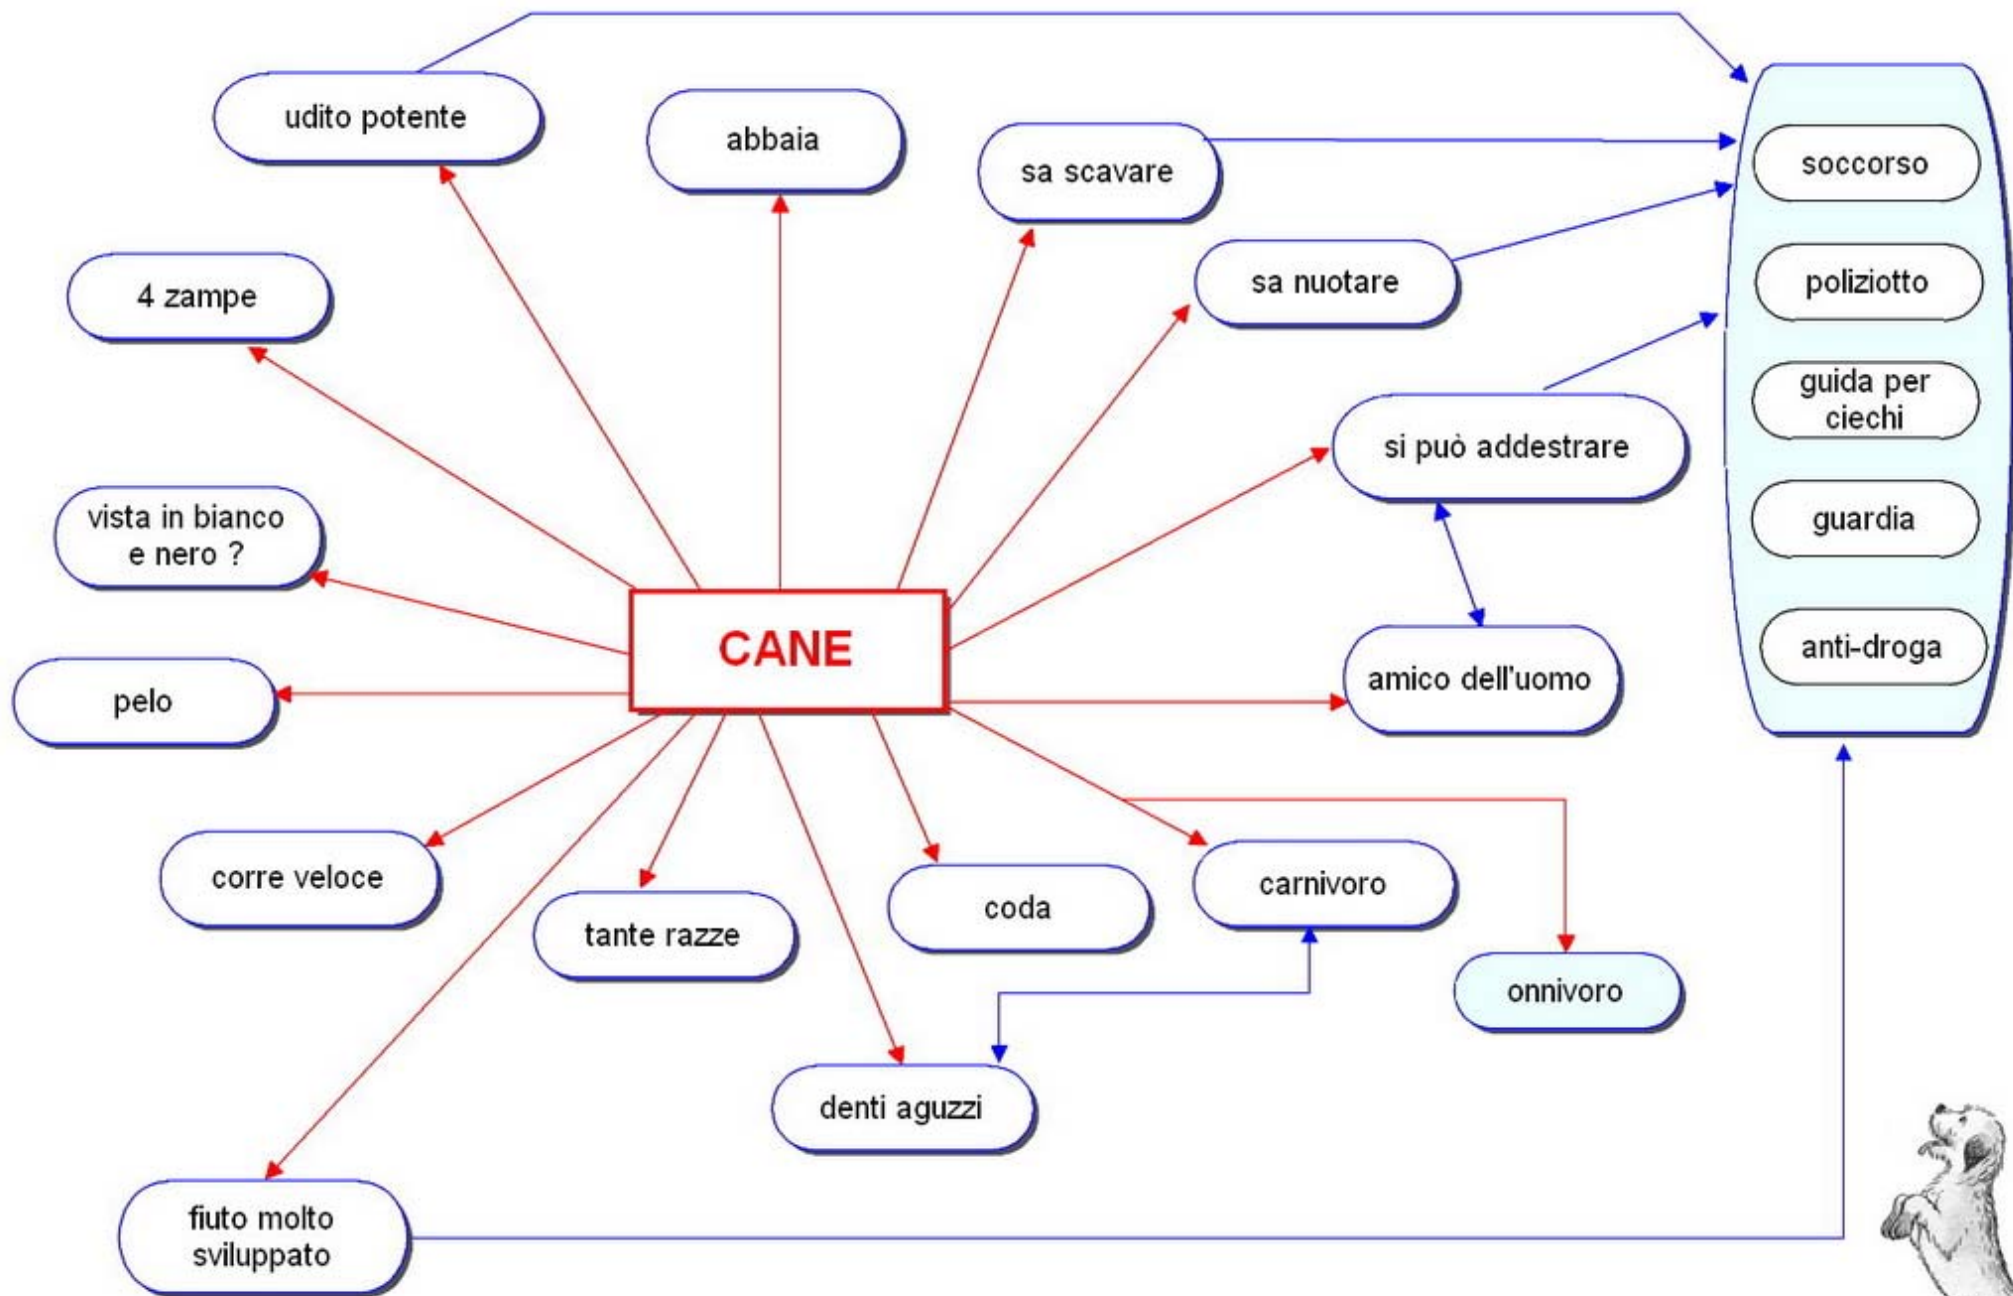 udito potente
abbaia
sa scavare
soccorso
4 zampe
sa nuotare
poliziotto
guida per
ciechi
si può addestrare
vista in bianco
e nero ?
guardia
CANE
anti-droga
pelo
amico dell'uomo
corre veloce
tante razze
coda
carnivoro
onnivoro
denti aguzzi
fiuto molto
sviluppato